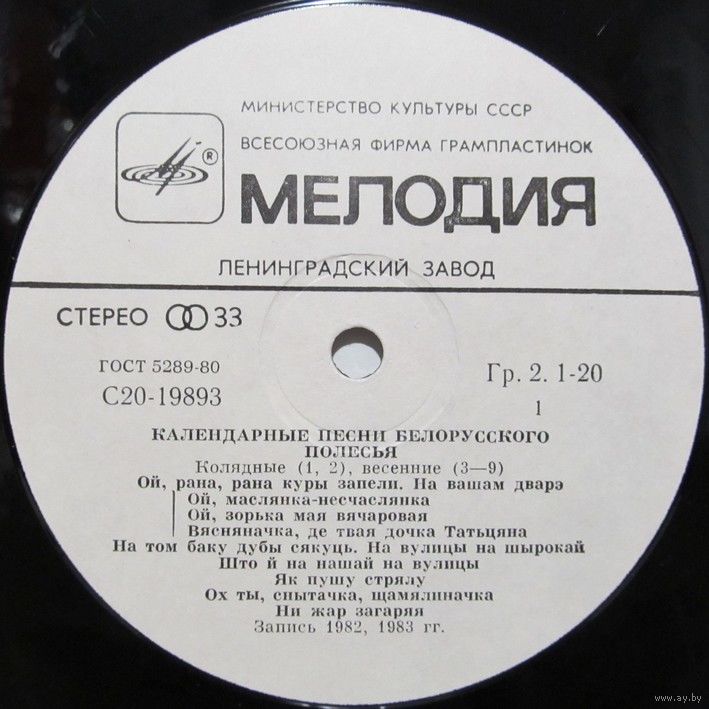 МИНИСТЕРСТВО КУЛЬТУРЫ СССР
ВСЕСОЮЗНАЯ ФИРМА ГРАМПЛАСТИНОК
®
МЕЛОДИЯ
ЛЕНИНГРАДСКИЙ ЗАВОД
СТЕРЕО 33
ГОСТ 5289-80
Гр. 2. 1-20
С20-19893
1
КАЛЕНДАРНЫЕ ПЕСНИ БЕЛОРУССКОГО
ПОЛЕСЬЯ
Колядные (1, 2), весенние (3—9)
Ой, рана, рана куры запели. На вашам дварэ
Ой, маслянка-несчаслянка
Ой, зорька мая вячаровая
Вясняначка, де твая дочка Татьцяна
На том баку дубы сякуць. На вулицы на шырокай
Што й на нашай на вулицы
Як пушу стрялу
Ох ты, спытачка, щамялиначка
Ни жар загаряя
Запись 1982, 1983 гг.
www.ay.by